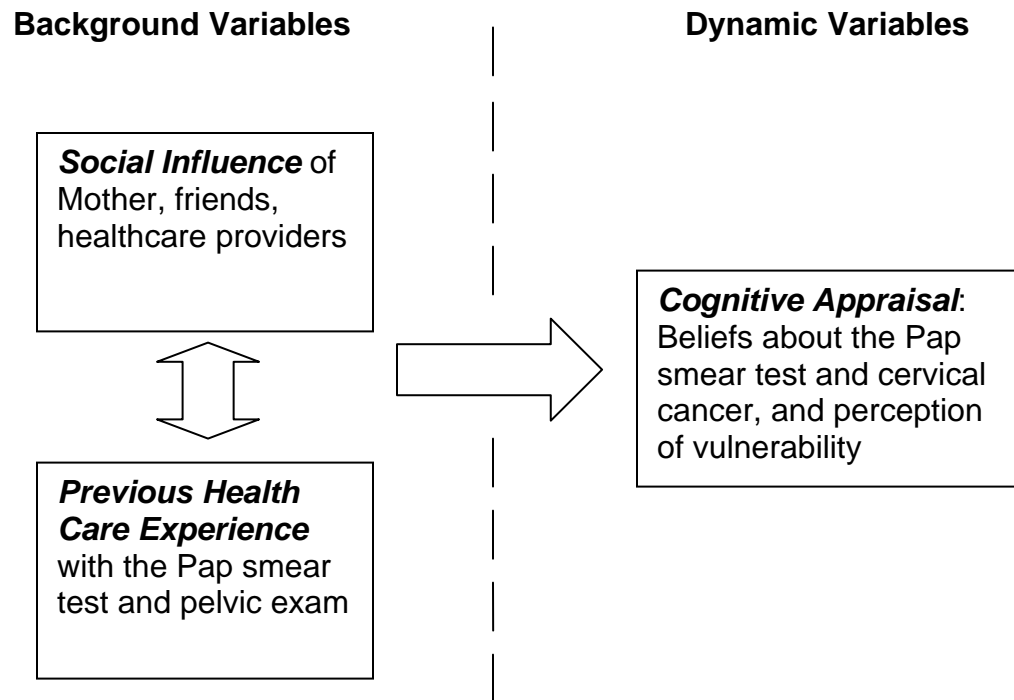 Background Variables
Dynamic Variables
Social Influence of
Mother, friends,
healthcare providers
Previous Health
Care Experience
with the Pap smear
test and pelvic exam
Cognitive Appraisal:
Beliefs about the Pap
smear test and cervical
cancer, and perception
of vulnerability